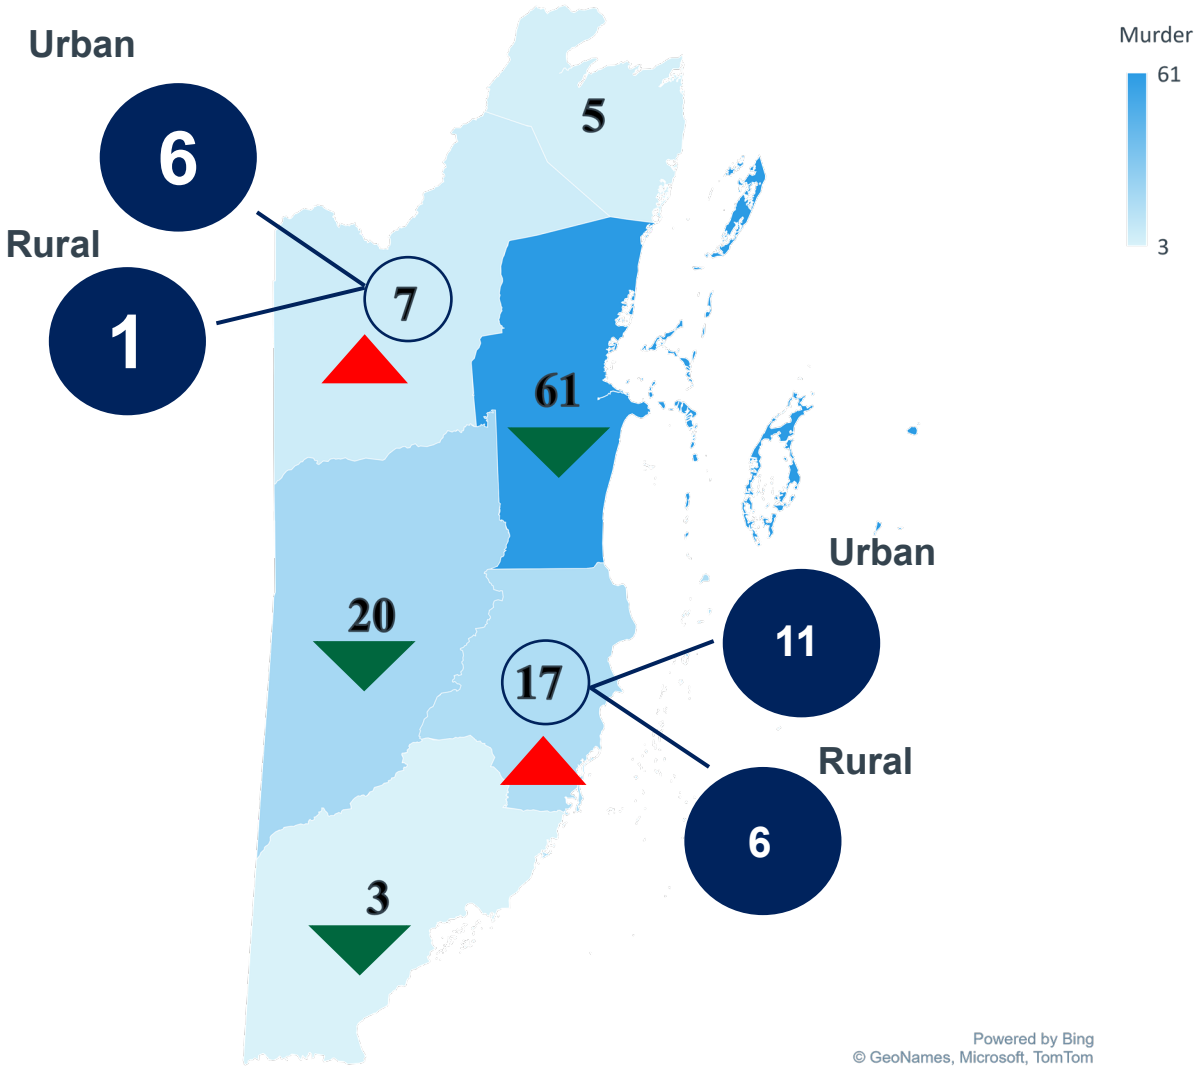 Urban
6
Rural
1
Murder
61
3
5
7
61
20
17
3
Urban
11
Rural
6
Powered by Bing
© GeoNames, Microsoft, TomTom